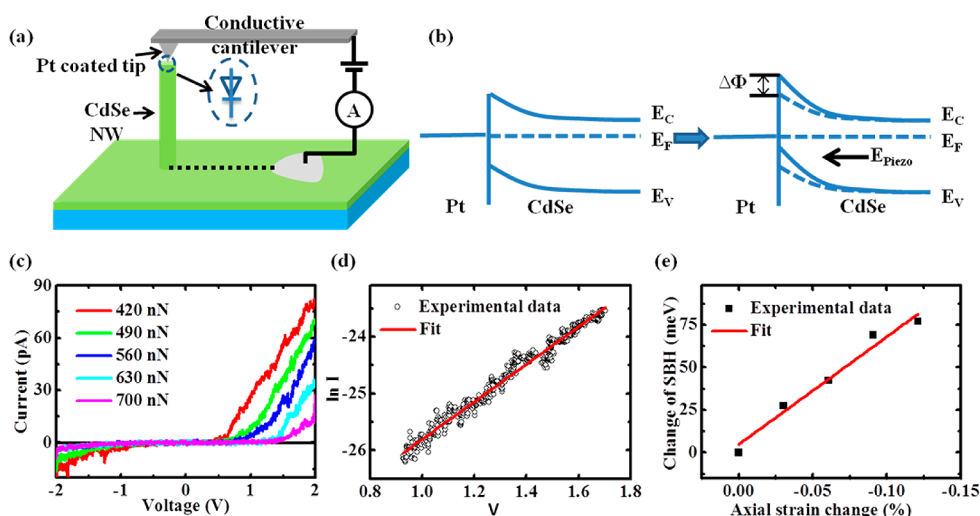 (a)
Conductive
cantilever
Pt coated tip
CdSe
NW
A
(b)
E_C
E_F
E_V
Pt
CdSe
ΔΦ
E_C
E_F
E_Piezo
E_V
Pt
CdSe
(c)
90
60
30
0
Current (pA)
420 nN
490 nN
560 nN
630 nN
700 nN
-2 -1 0 1 2
Voltage (V)
(d)
-24
-25
-26
ln I
Experimental data
Fit
0.8 1.0 1.2 1.4 1.6 1.8
V
(e)
75
50
25
0
Change of SBH (meV)
Experimental data
Fit
0.00 -0.05 -0.10 -0.15
Axial strain change (%)